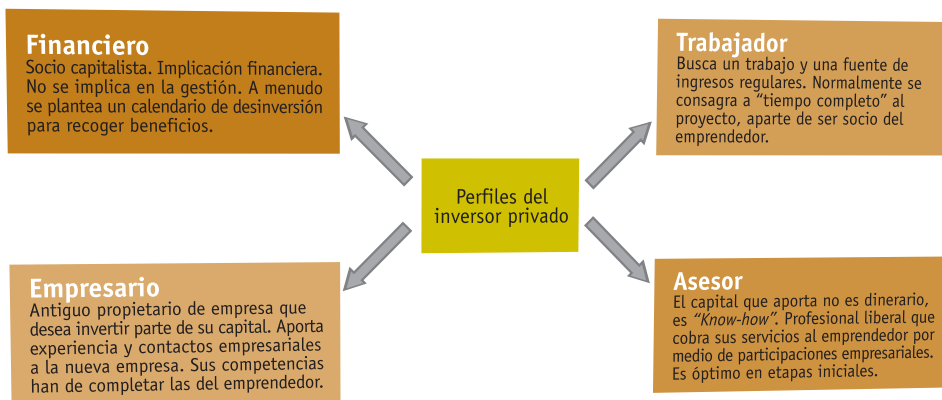 Financiero
Socio capitalista. Implicación financiera.
No se implica en la gestión. A menudo
se plantea un calendario de desinversión
para recoger beneficios.
Trabajador
Busca un trabajo y una fuente de
ingresos regulares. Normalmente se
consagra a “tiempo completo” al
proyecto, aparte de ser socio del
emprendedor.
Perfiles del
inversor privado
Empresario
Antiguo propietario de empresa que
desea invertir parte de su capital. Aporta
experiencia y contactos empresariales
a la nueva empresa. Sus competencias
han de completar las del emprendedor.
Asesor
El capital que aporta no es dinerario,
es “Know-how”. Profesional liberal que
cobra sus servicios al emprendedor por
medio de participaciones empresariales.
Es óptimo en etapas iniciales.